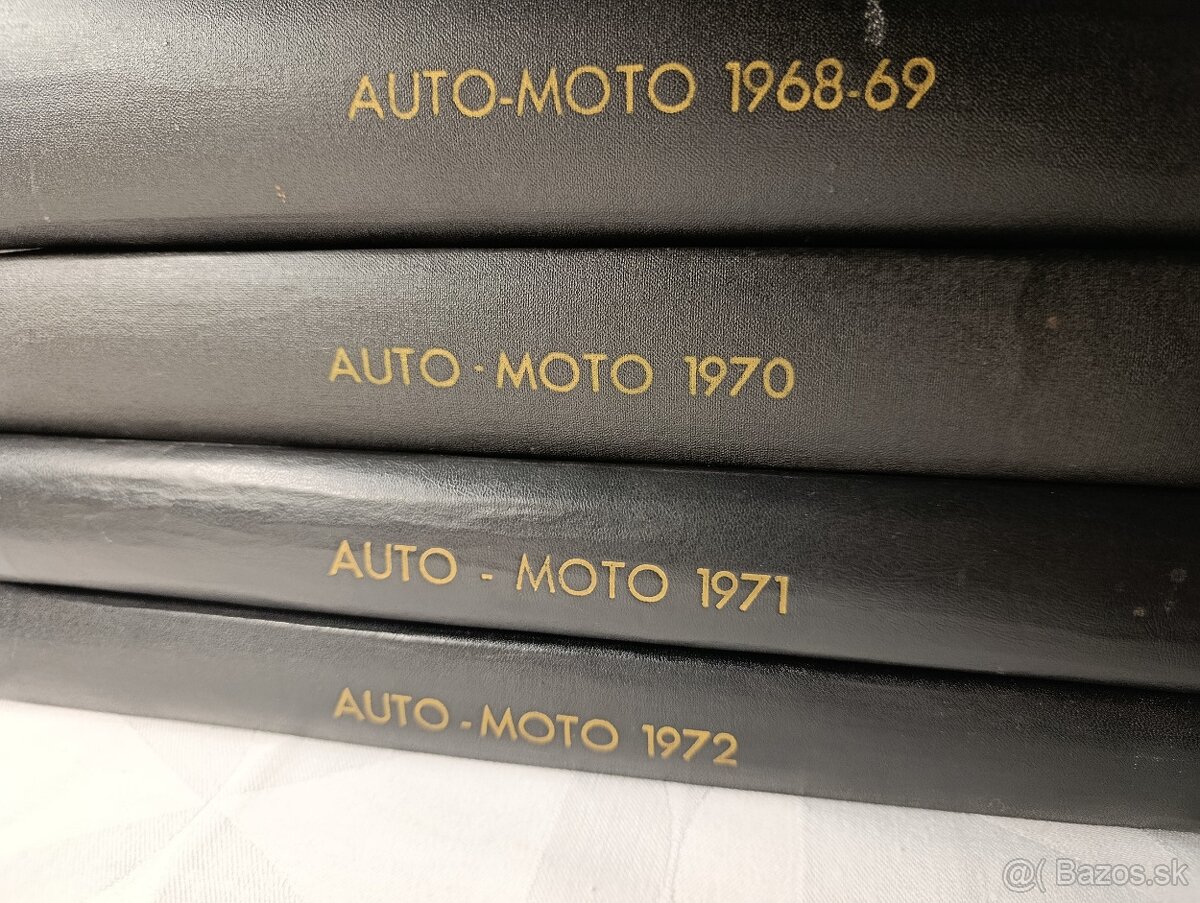 AUTO-MOTO 1968-69
AUTO - MOTO 1970
AUTO - MOTO 1971
AUTO - MOTO 1972
@( Bazos.sk